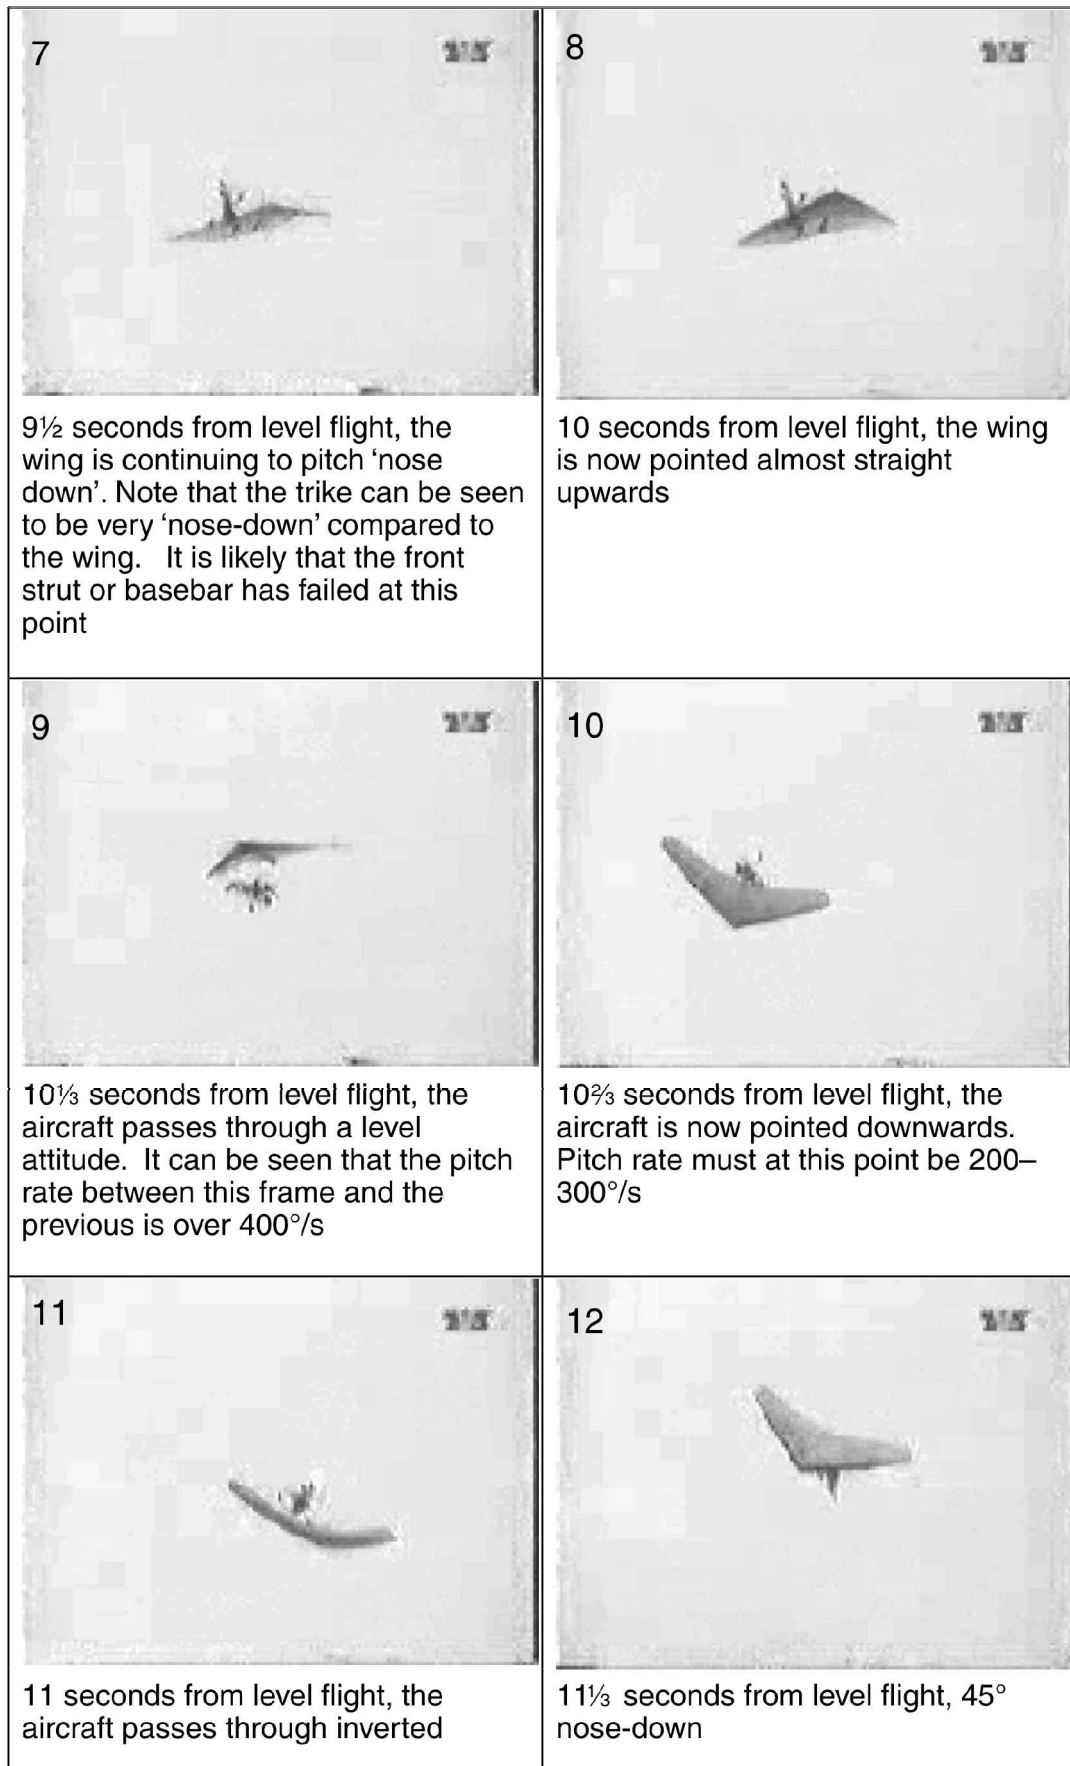 7
9½ seconds from level flight, the
wing is continuing to pitch ‘nose
down’. Note that the trike can be seen
to be very ‘nose-down’ compared to
the wing.   It is likely that the front
strut or basebar has failed at this
point
8
10 seconds from level flight, the wing
is now pointed almost straight
upwards
9
10⅓ seconds from level flight, the
aircraft passes through a level
attitude.  It can be seen that the pitch
rate between this frame and the
previous is over 400°/s
10
10⅔ seconds from level flight, the
aircraft is now pointed downwards.
Pitch rate must at this point be 200–
300°/s
11
11 seconds from level flight, the
aircraft passes through inverted
12
11⅓ seconds from level flight, 45°
nose-down